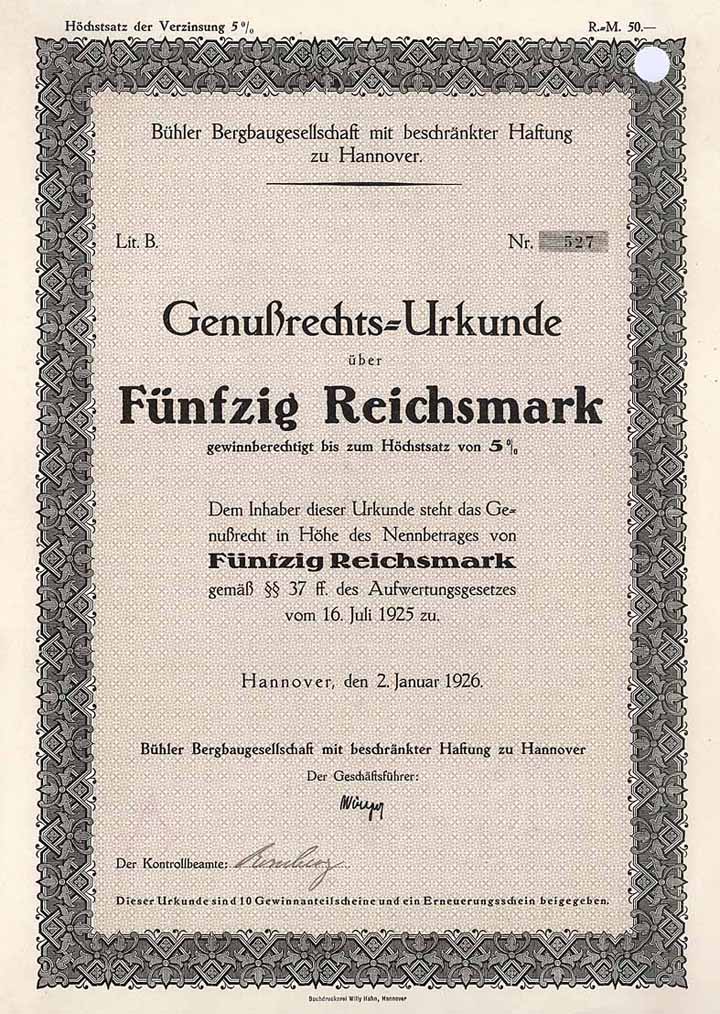 Höchstsatz der Verzinsung 5% R.=M. 50.—
Bühler Bergbaugesellschaft mit beschränkter Haftung
zu Hannover.
Lit. B. Nr. 527
Genußrechts=Urkunde
über
Fünfzig Reichsmark
gewinnberechtigt bis zum Höchstsatz von 5%
Dem Inhaber dieser Urkunde steht das Ge=
nußrecht in Höhe des Nennbetrages von
Fünfzig Reichsmark
gemäß §§ 37 ff. des Aufwertungsgesetzes
vom 16. Juli 1925 zu.
Hannover, den 2. Januar 1926.
Bühler Bergbaugesellschaft mit beschränkter Haftung zu Hannover
Der Geschäftsführer:
Der Kontrollbeamte:
Dieser Urkunde sind 10 Gewinnanteilscheine und ein Erneuerungsschein beigegeben.
Buchdruckerei Willy Hahn, Hannover